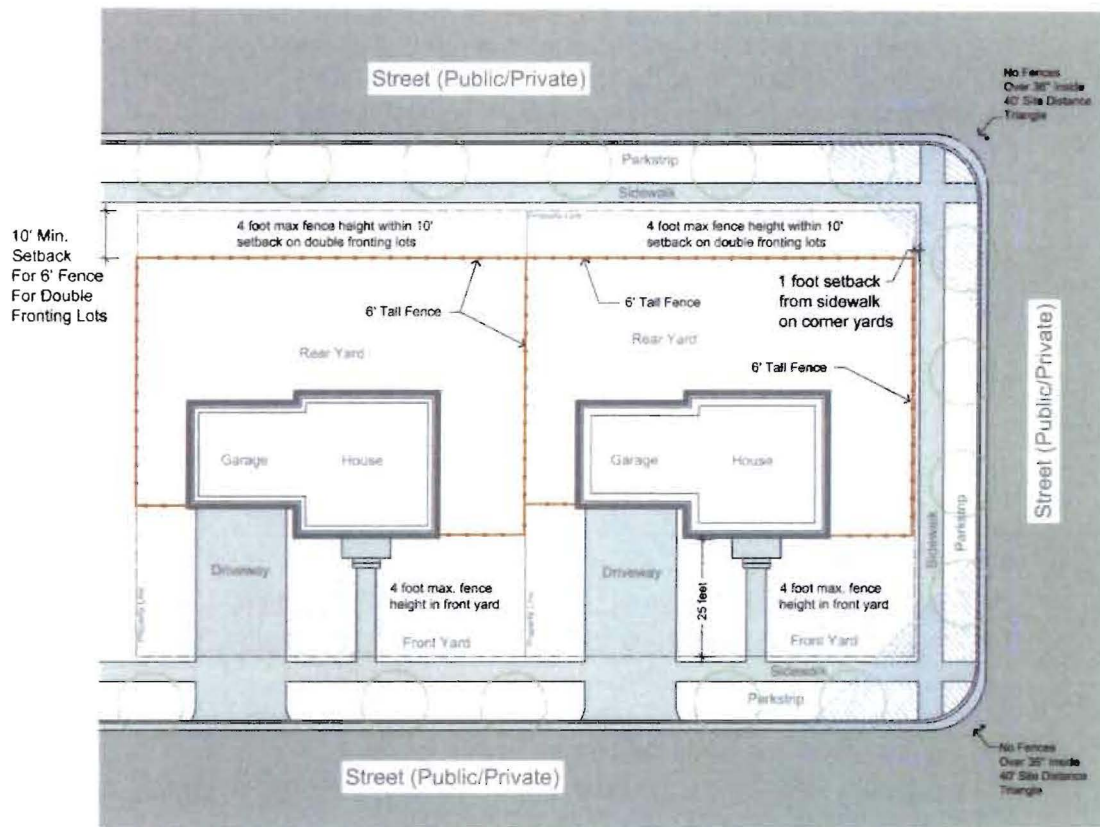 Street (Public/Private)
No Fences
Over 36" Inside
40' Site Distance
Triangle
Parkstrip
Sidewalk
Property Line
4 foot max fence height within 10'
setback on double fronting lots
4 foot max fence height within 10'
setback on double fronting lots
10' Min.
Setback
For 6' Fence
For Double
Fronting Lots
6' Tall Fence
6' Tall Fence
1 foot setback
from sidewalk
on corner yards
Rear Yard
Rear Yard
6' Tall Fence
Street (Public/Private)
Garage
House
Garage
House
Sidewalk
Parkstrip
Driveway
4 foot max. fence
height in front yard
Driveway
25 feet
4 foot max. fence
height in front yard
Property Line
Property Line
Front Yard
Front Yard
Sidewalk
Parkstrip
Street (Public/Private)
No Fences
Over 36" Inside
40' Site Distance
Triangle